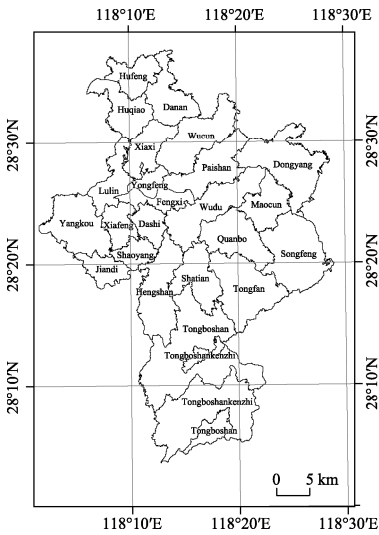 118°10′E 118°20′E 118°30′E
Hufeng
Huqiao
Danan
28°30′N
Wucun
28°30′N
Xiaxi
Paishan
Dongyang
Yongfeng
Lulin
Fengxi
Wudu
Maocun
Yangkou
Xiafeng
Dashi
Quanbo
Shaoyang
Songfeng
28°20′N
Jiandi
28°20′N
Shatian
Hengshan
Tongfan
Tongboshan
Tongboshankenzhi
28°10′N
28°10′N
Tongboshankenzhi
Tongboshan
0 5 km
118°10′E 118°20′E 118°30′E